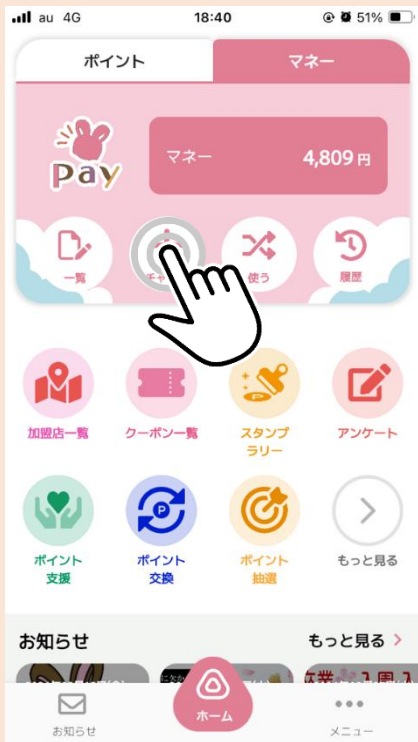 au 4G 18:40 51%
ポイント マネー
Pay
マネー 4,809 円
一覧 使う 履歴
加盟店一覧 クーポン一覧 スタンプ
ラリー アンケート
ポイント
支援 ポイント
交換 ポイント
抽選 もっと見る
お知らせ もっと見る
お知らせ ホーム メニュー